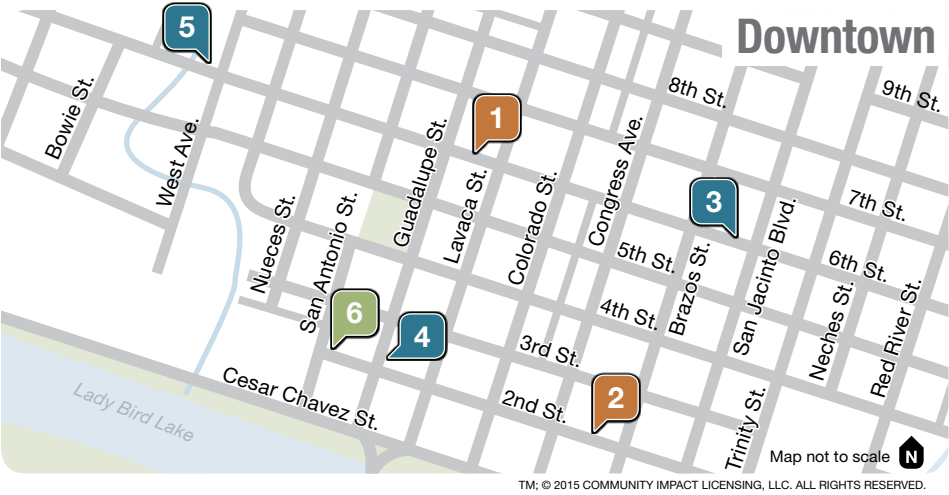 Downtown
5
8th St.
9th St.
Bowie St.
1
West Ave.
Guadalupe St.
Congress Ave.
3
7th St.
Lavaca St.
Colorado St.
Nueces St.
San Antonio St.
5th St.
Brazos St.
San Jacinto Blvd.
6th St.
6
4
4th St.
3rd St.
Neches St.
Red River St.
Cesar Chavez St.
2nd St.
2
Trinity St.
Lady Bird Lake
Map not to scale N
TM; © 2015 COMMUNITY IMPACT LICENSING, LLC. ALL RIGHTS RESERVED.